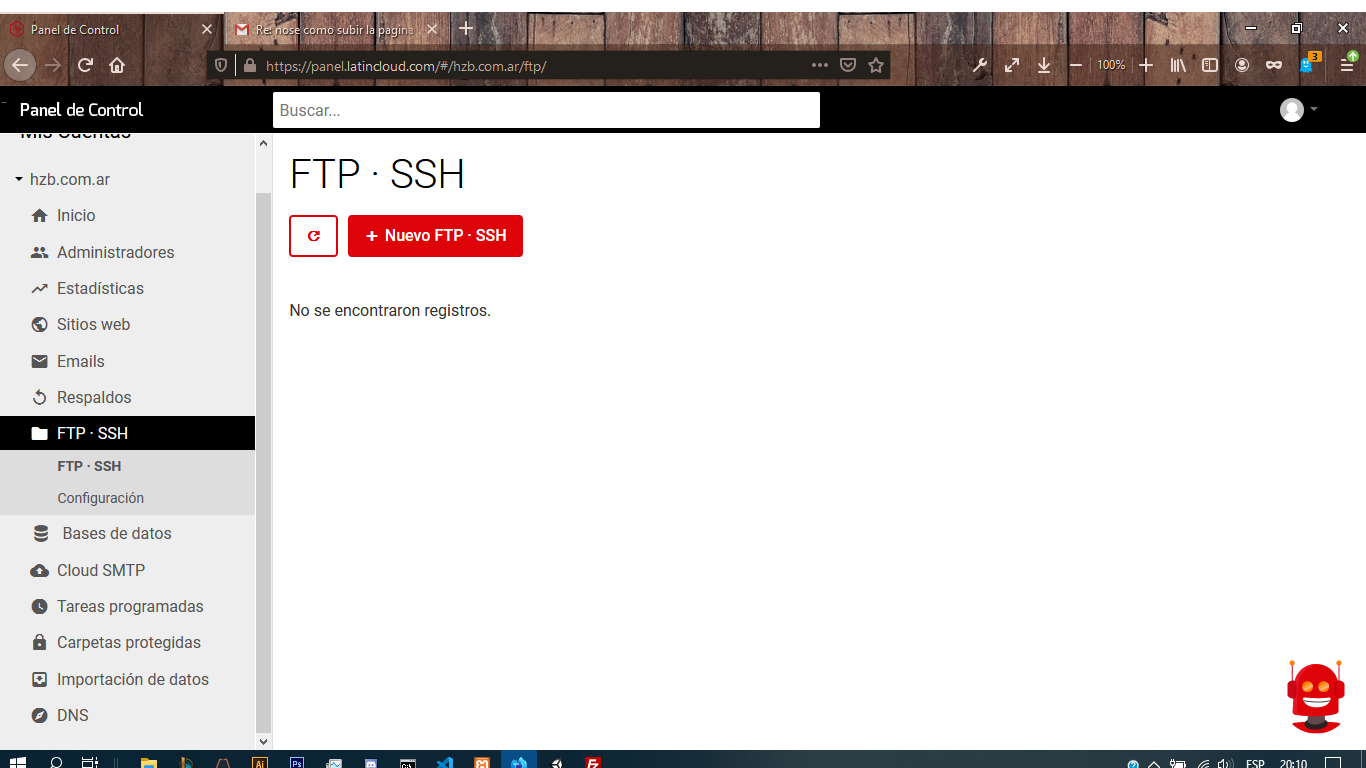 Panel de Control
Re: nose como subir la pagina
https://panel.latincloud.com/#/hzb.com.ar/ftp/
100%
3
Panel de Control
Buscar...
Mis Cuentas
hzb.com.ar
Inicio
Administradores
Estadísticas
Sitios web
Emails
Respaldos
FTP · SSH
FTP · SSH
Configuración
Bases de datos
Cloud SMTP
Tareas programadas
Carpetas protegidas
Importación de datos
DNS
FTP · SSH
+ Nuevo FTP · SSH
No se encontraron registros.
Ai
Ps
ESP
20:10